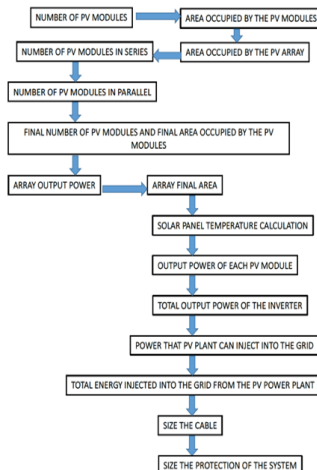 NUMBER OF PV MODULES
AREA OCCUPIED BY THE PV MODULES
AREA OCCUPIED BY THE PV ARRAY
NUMBER OF PV MODULES IN SERIES
NUMBER OF PV MODULES IN PARALLEL
FINAL NUMBER OF PV MODULES AND FINAL AREA OCCUPIED BY THE PV
MODULES
ARRAY OUTPUT POWER
ARRAY FINAL AREA
SOLAR PANEL TEMPERATURE CALCULATION
OUTPUT POWER OF EACH PV MODULE
TOTAL OUTPUT POWER OF THE INVERTER
POWER THAT PV PLANT CAN INJECT INTO THE GRID
TOTAL ENERGY INJECTED INTO THE GRID FROM THE PV POWER PLANT
SIZE THE CABLE
SIZE THE PROTECTION OF THE SYSTEM